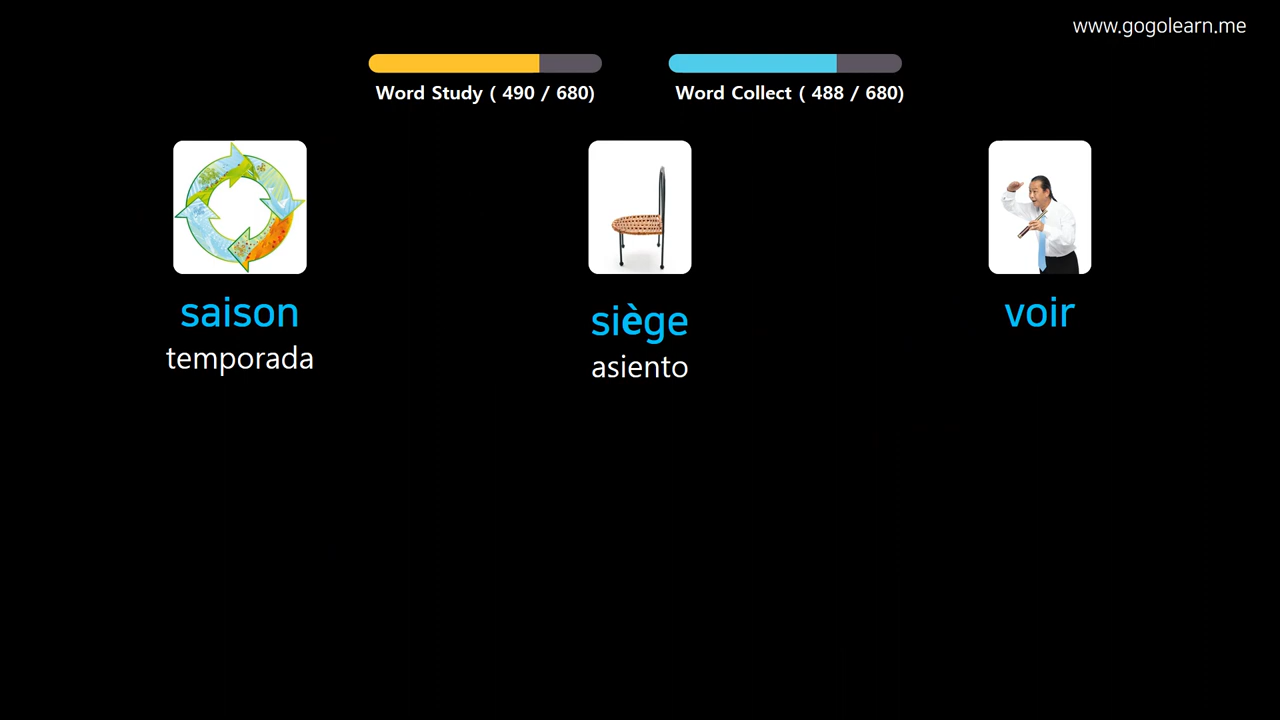 www.gogolearn.me
Word Study ( 490 / 680)
Word Collect ( 488 / 680)
saison
temporada
siège
asiento
voir